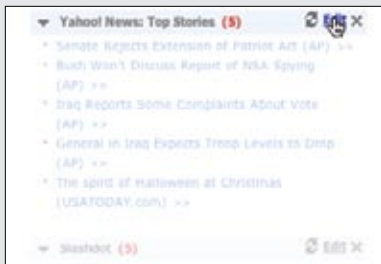 Yahoo! News: Top Stories (5) Edit
Senate Rejects Extension of Patriot Act (AP) >>
Bush Won't Discuss Report of NSA Spying
(AP) >>
Iraq Reports Some Complaints About Vote
(AP) >>
General in Iraq Expects Troop Levels to Drop
(AP) >>
The spirit of Halloween at Christmas
(USATODAY.com) >>
Slashdot (5) Edit